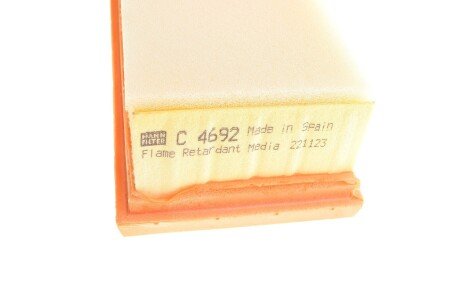 MANN
FILTER
C 4692 Made in Spain
Flame Retardant Media 221123